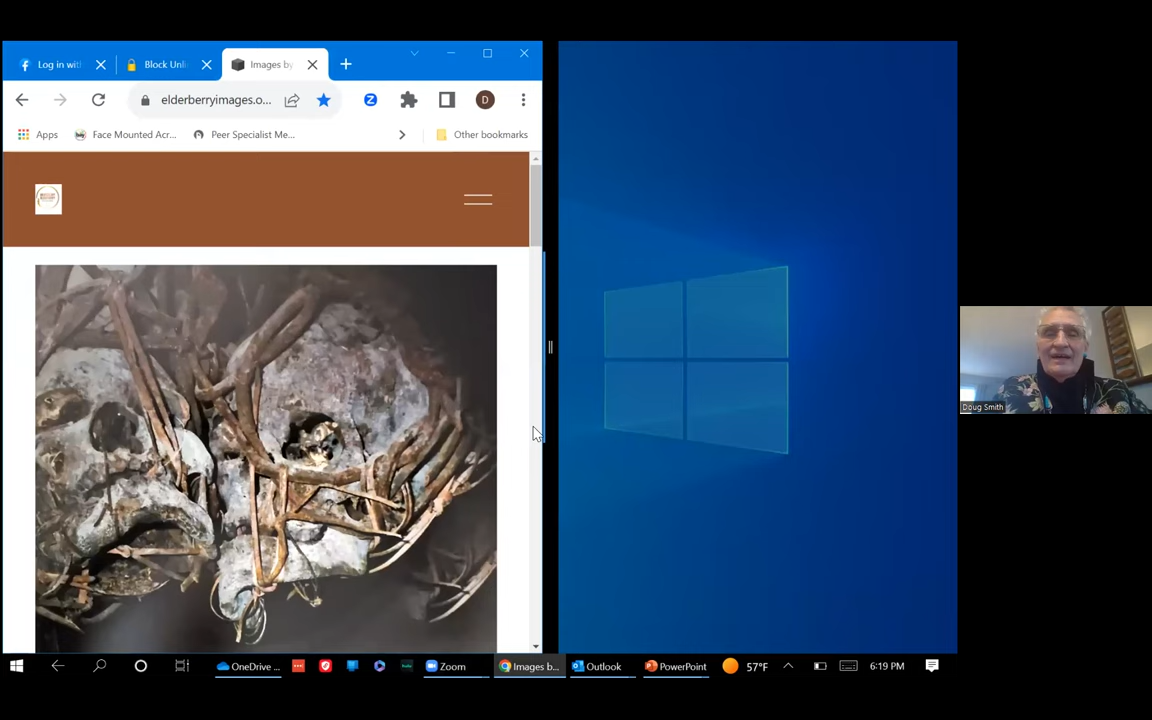 Log in wit
Block Unli
Images by
elderberryimages.o...
Z
D
Apps
Face Mounted Acr...
Peer Specialist Me...
Other bookmarks
Doug Smith
OneDrive ...
Zoom
Images b...
Outlook
PowerPoint
57°F
6:19 PM